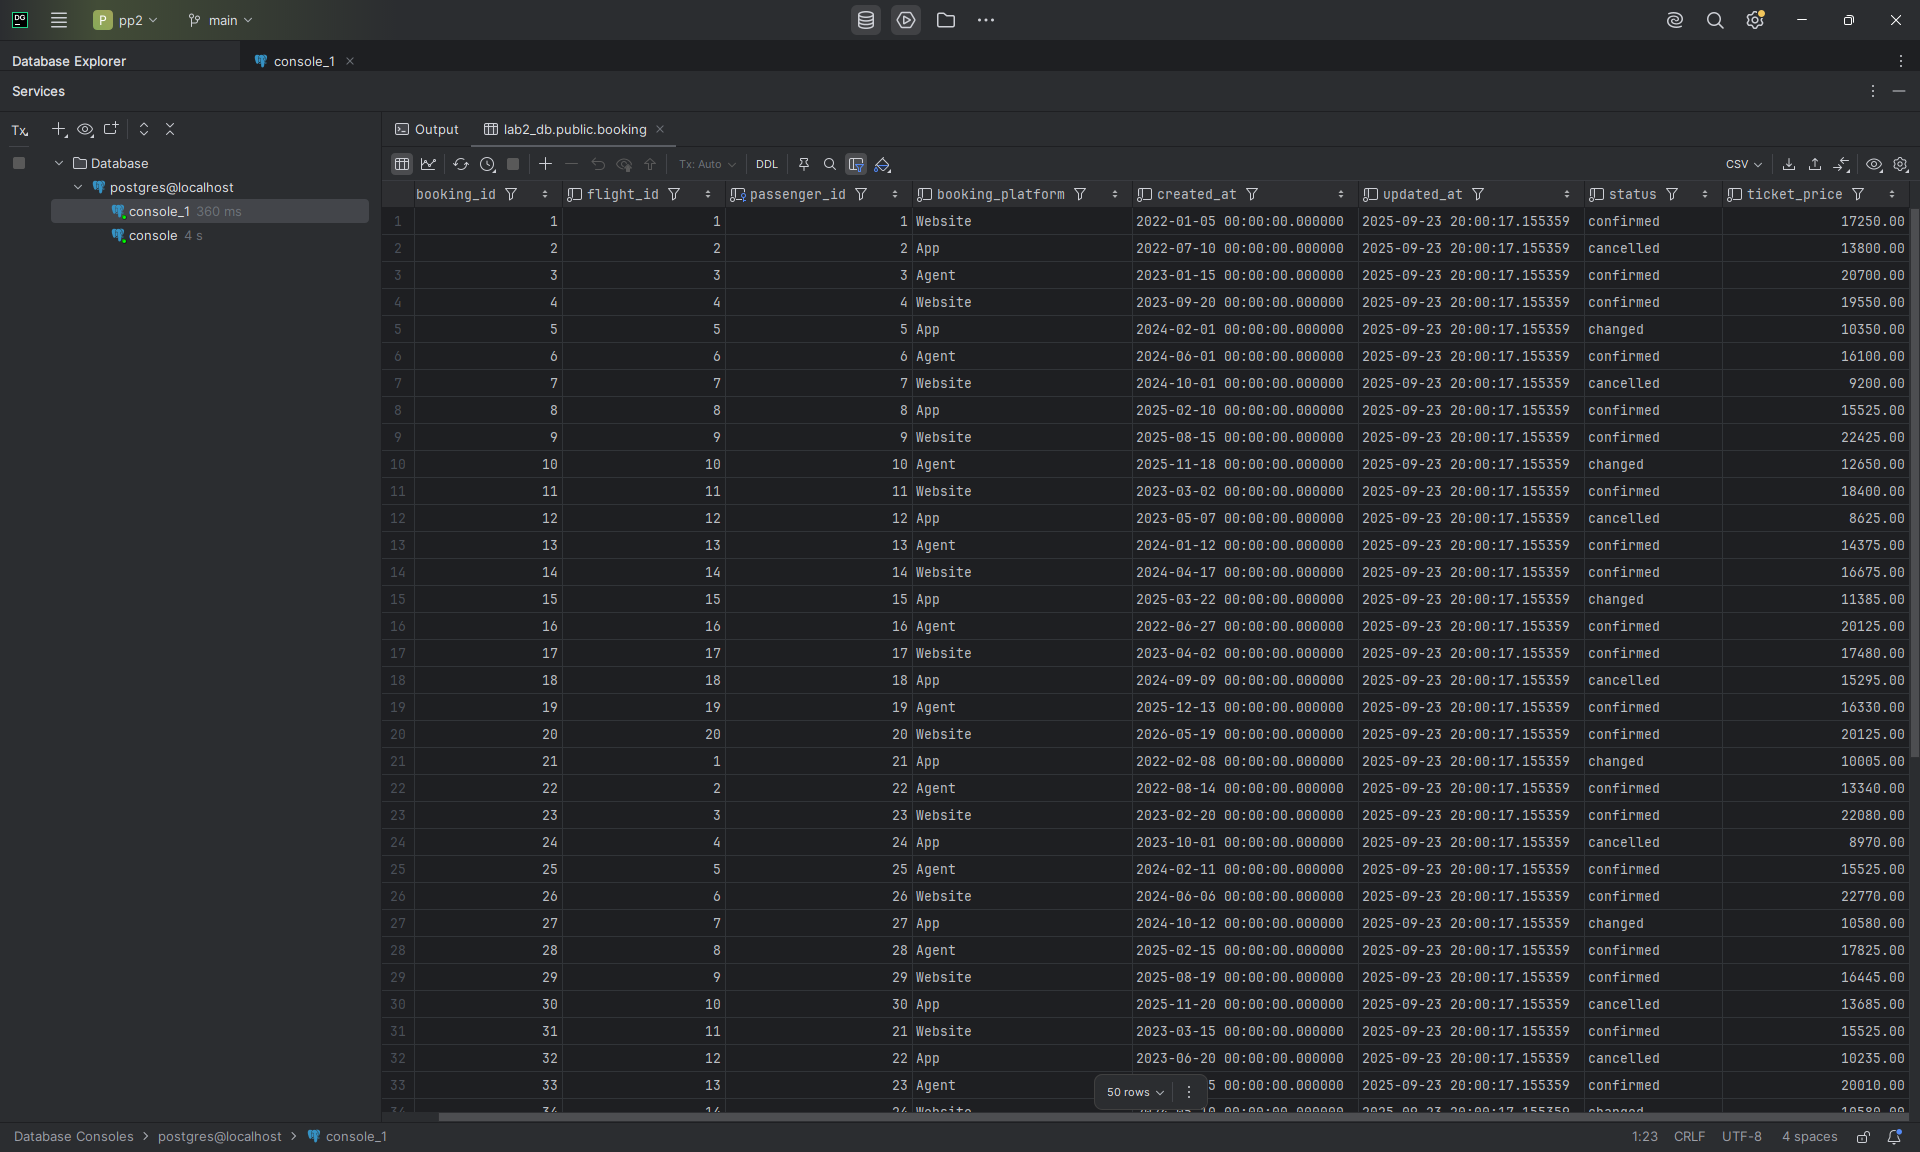 DG
P pp2 main
Database Explorer console_1
Services
Tx
Output lab2_db.public.booking
Database
Tx: Auto DDL CSV
postgres@localhost
console_1 360 ms
console 4 s
booking_id flight_id passenger_id booking_platform created_at updated_at status ticket_price
1 1 1 1 Website 2022-01-05 00:00:00.000000 2025-09-23 20:00:17.155359 confirmed 17250.00
2 2 2 2 App 2022-07-10 00:00:00.000000 2025-09-23 20:00:17.155359 cancelled 13800.00
3 3 3 3 Agent 2023-01-15 00:00:00.000000 2025-09-23 20:00:17.155359 confirmed 20700.00
4 4 4 4 Website 2023-09-20 00:00:00.000000 2025-09-23 20:00:17.155359 confirmed 19550.00
5 5 5 5 App 2024-02-01 00:00:00.000000 2025-09-23 20:00:17.155359 changed 10350.00
6 6 6 6 Agent 2024-06-01 00:00:00.000000 2025-09-23 20:00:17.155359 confirmed 16100.00
7 7 7 7 Website 2024-10-01 00:00:00.000000 2025-09-23 20:00:17.155359 cancelled 9200.00
8 8 8 8 App 2025-02-10 00:00:00.000000 2025-09-23 20:00:17.155359 confirmed 15525.00
9 9 9 9 Website 2025-08-15 00:00:00.000000 2025-09-23 20:00:17.155359 confirmed 22425.00
10 10 10 10 Agent 2025-11-18 00:00:00.000000 2025-09-23 20:00:17.155359 changed 12650.00
11 11 11 11 Website 2023-03-02 00:00:00.000000 2025-09-23 20:00:17.155359 confirmed 18400.00
12 12 12 12 App 2023-05-07 00:00:00.000000 2025-09-23 20:00:17.155359 cancelled 8625.00
13 13 13 13 Agent 2024-01-12 00:00:00.000000 2025-09-23 20:00:17.155359 confirmed 14375.00
14 14 14 14 Website 2024-04-17 00:00:00.000000 2025-09-23 20:00:17.155359 confirmed 16675.00
15 15 15 15 App 2025-03-22 00:00:00.000000 2025-09-23 20:00:17.155359 changed 11385.00
16 16 16 16 Agent 2022-06-27 00:00:00.000000 2025-09-23 20:00:17.155359 confirmed 20125.00
17 17 17 17 Website 2023-04-02 00:00:00.000000 2025-09-23 20:00:17.155359 confirmed 17480.00
18 18 18 18 App 2024-09-09 00:00:00.000000 2025-09-23 20:00:17.155359 cancelled 15295.00
19 19 19 19 Agent 2025-12-13 00:00:00.000000 2025-09-23 20:00:17.155359 confirmed 16330.00
20 20 20 20 Website 2026-05-19 00:00:00.000000 2025-09-23 20:00:17.155359 confirmed 20125.00
21 21 1 21 App 2022-02-08 00:00:00.000000 2025-09-23 20:00:17.155359 changed 10005.00
22 22 2 22 Agent 2022-08-14 00:00:00.000000 2025-09-23 20:00:17.155359 confirmed 13340.00
23 23 3 23 Website 2023-02-20 00:00:00.000000 2025-09-23 20:00:17.155359 confirmed 22080.00
24 24 4 24 App 2023-10-01 00:00:00.000000 2025-09-23 20:00:17.155359 cancelled 8970.00
25 25 5 25 Agent 2024-02-11 00:00:00.000000 2025-09-23 20:00:17.155359 confirmed 15525.00
26 26 6 26 Website 2024-06-06 00:00:00.000000 2025-09-23 20:00:17.155359 confirmed 22770.00
27 27 7 27 App 2024-10-12 00:00:00.000000 2025-09-23 20:00:17.155359 changed 10580.00
28 28 8 28 Agent 2025-02-15 00:00:00.000000 2025-09-23 20:00:17.155359 confirmed 17825.00
29 29 9 29 Website 2025-08-19 00:00:00.000000 2025-09-23 20:00:17.155359 confirmed 16445.00
30 30 10 30 App 2025-11-20 00:00:00.000000 2025-09-23 20:00:17.155359 cancelled 13685.00
31 31 11 21 Website 2023-03-15 00:00:00.000000 2025-09-23 20:00:17.155359 confirmed 15525.00
32 32 12 22 App 2023-06-20 00:00:00.000000 2025-09-23 20:00:17.155359 cancelled 10235.00
33 33 13 23 Agent 5 00:00:00.000000 2025-09-23 20:00:17.155359 confirmed 20010.00
50 rows
34 34 14 24 Website 00:00:00.000000 2025-09-23 20:00:17.155359 changed 10580.00
Database Consoles postgres@localhost console_1 1:23 CRLF UTF-8 4 spaces